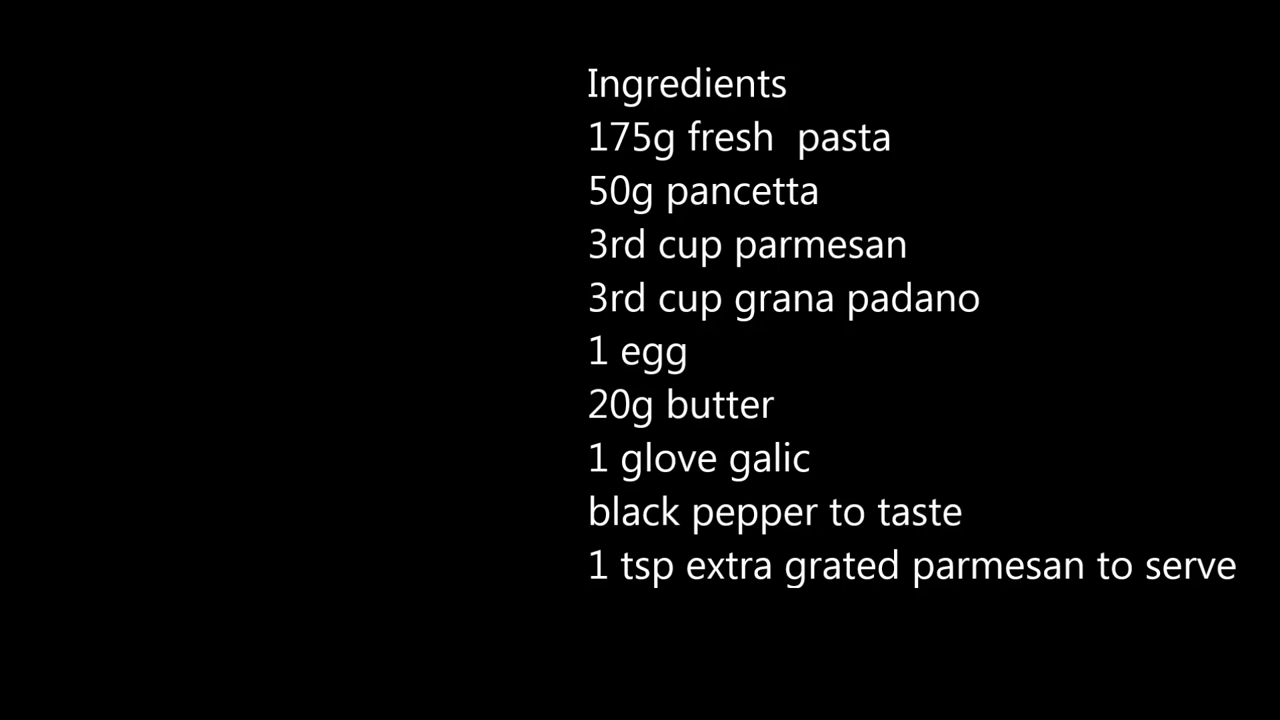 Ingredients
175g fresh  pasta
50g pancetta
3rd cup parmesan
3rd cup grana padano
1 egg
20g butter
1 glove galic
black pepper to taste
1 tsp extra grated parmesan to serve